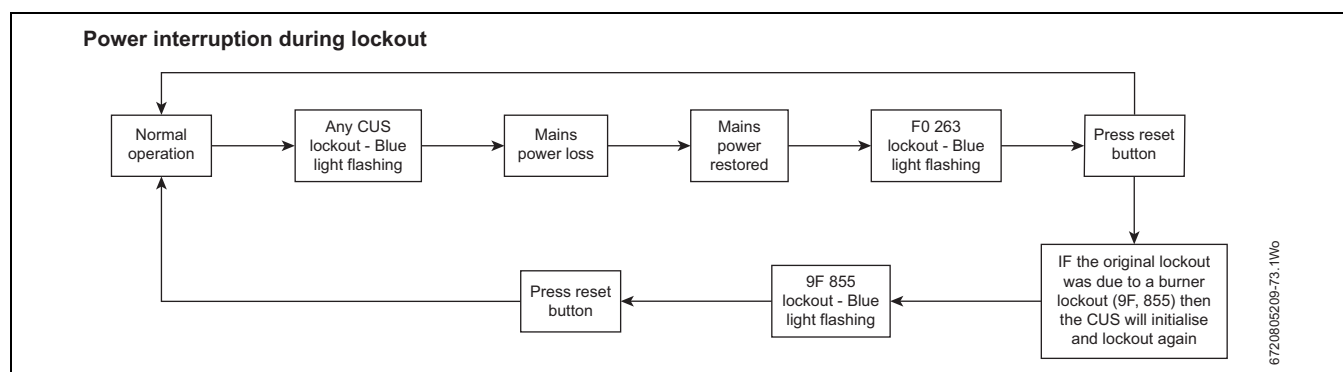 Power interruption during lockout
Normal
operation
Any CUS
lockout - Blue
light flashing
Mains
power loss
Mains
power
restored
F0 263
lockout - Blue
light flashing
Press reset
button
IF the original lockout
was due to a burner
lockout (9F, 855) then
the CUS will initialise
and lockout again
9F 855
lockout - Blue
light flashing
Press reset
button
6720805209-73.1Wo